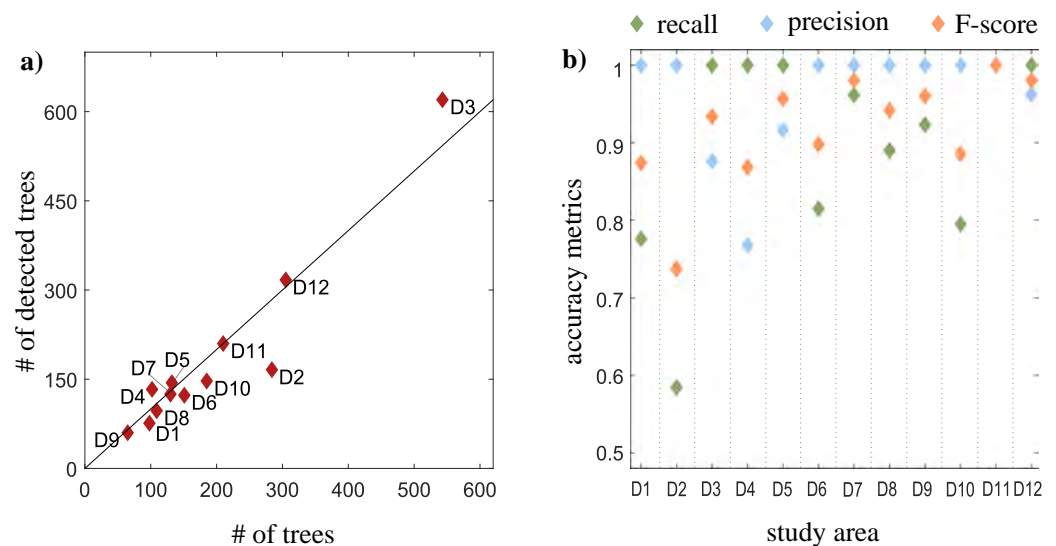 a)
# of detected trees
600
450
300
150
0
D3
D12
D11
D2
D10
D5
D7
D4
D6
D8
D1
D9
0 100 200 300 400 500 600
# of trees
recall precision F-score
b)
accuracy metrics
1
0.9
0.8
0.7
0.6
0.5
D1 D2 D3 D4 D5 D6 D7 D8 D9 D10 D11 D12
study area